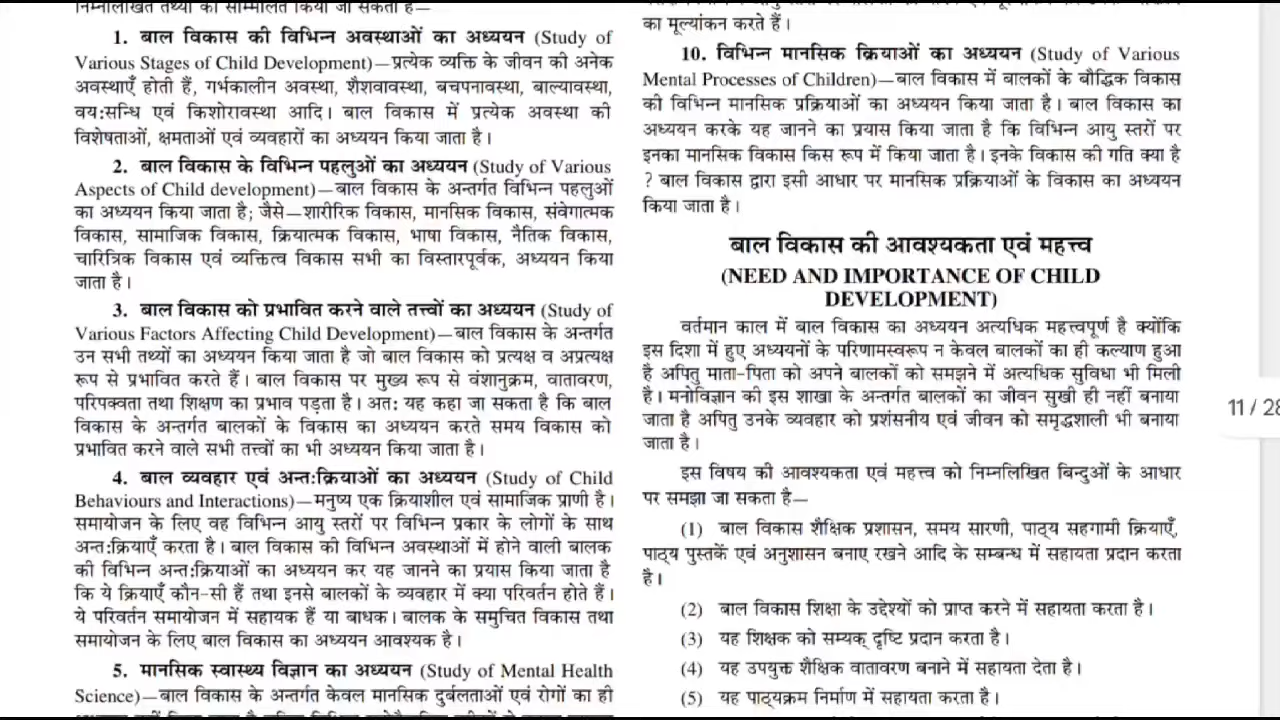 निम्नलिखित तथ्यों को सम्मिलित किया जा सकता है—
1. बाल विकास की विभिन्न अवस्थाओं का अध्ययन (Study of
Various Stages of Child Development)—प्रत्येक व्यक्ति के जीवन की अनेक
अवस्थाएँ होती हैं, गर्भकालीन अवस्था, शैशवावस्था, बचपनावस्था, बाल्यावस्था,
वय:सन्धि एवं किशोरावस्था आदि। बाल विकास में प्रत्येक अवस्था की
विशेषताओं, क्षमताओं एवं व्यवहारों का अध्ययन किया जाता है।
2. बाल विकास के विभिन्न पहलुओं का अध्ययन (Study of Various
Aspects of Child development)—बाल विकास के अन्तर्गत विभिन्न पहलुओं
का अध्ययन किया जाता है; जैसे—शारीरिक विकास, मानसिक विकास, संवेगात्मक
विकास, सामाजिक विकास, क्रियात्मक विकास, भाषा विकास, नैतिक विकास,
चारित्रिक विकास एवं व्यक्तित्व विकास सभी का विस्तारपूर्वक, अध्ययन किया
जाता है।
3. बाल विकास को प्रभावित करने वाले तत्त्वों का अध्ययन (Study of
Various Factors Affecting Child Development)—बाल विकास के अन्तर्गत
उन सभी तथ्यों का अध्ययन किया जाता है जो बाल विकास को प्रत्यक्ष व अप्रत्यक्ष
रूप से प्रभावित करते हैं। बाल विकास पर मुख्य रूप से वंशानुक्रम, वातावरण,
परिपक्वता तथा शिक्षण का प्रभाव पड़ता है। अत: यह कहा जा सकता है कि बाल
विकास के अन्तर्गत बालकों के विकास का अध्ययन करते समय विकास को
प्रभावित करने वाले सभी तत्त्वों का भी अध्ययन किया जाता है।
4. बाल व्यवहार एवं अन्त:क्रियाओं का अध्ययन (Study of Child
Behaviours and Interactions)—मनुष्य एक क्रियाशील एवं सामाजिक प्राणी है।
समायोजन के लिए वह विभिन्न आयु स्तरों पर विभिन्न प्रकार के लोगों के साथ
अन्त:क्रियाएँ करता है। बाल विकास की विभिन्न अवस्थाओं में होने वाली बालक
की विभिन्न अन्त:क्रियाओं का अध्ययन कर यह जानने का प्रयास किया जाता है
कि ये क्रियाएँ कौन-सी हैं तथा इनसे बालकों के व्यवहार में क्या परिवर्तन होते हैं।
ये परिवर्तन समायोजन में सहायक हैं या बाधक। बालक के समुचित विकास तथा
समायोजन के लिए बाल विकास का अध्ययन आवश्यक है।
5. मानसिक स्वास्थ्य विज्ञान का अध्ययन (Study of Mental Health
Science)—बाल विकास के अन्तर्गत केवल मानसिक दुर्बलताओं एवं रोगों का ही
का मूल्यांकन करते हैं।
10. विभिन्न मानसिक क्रियाओं का अध्ययन (Study of Various
Mental Processes of Children)—बाल विकास में बालकों के बौद्धिक विकास
की विभिन्न मानसिक प्रक्रियाओं का अध्ययन किया जाता है। बाल विकास का
अध्ययन करके यह जानने का प्रयास किया जाता है कि विभिन्न आयु स्तरों पर
इनका मानसिक विकास किस रूप में किया जाता है। इनके विकास की गति क्या है
? बाल विकास द्वारा इसी आधार पर मानसिक प्रक्रियाओं के विकास का अध्ययन
किया जाता है।
बाल विकास की आवश्यकता एवं महत्त्व
(NEED AND IMPORTANCE OF CHILD
DEVELOPMENT)
वर्तमान काल में बाल विकास का अध्ययन अत्यधिक महत्त्वपूर्ण है क्योंकि
इस दिशा में हुए अध्ययनों के परिणामस्वरूप न केवल बालकों का ही कल्याण हुआ
है अपितु माता-पिता को अपने बालकों को समझने में अत्यधिक सुविधा भी मिली
है। मनोविज्ञान की इस शाखा के अन्तर्गत बालकों का जीवन सुखी ही नहीं बनाया
जाता है अपितु उनके व्यवहार को प्रशंसनीय एवं जीवन को समृद्धशाली भी बनाया
जाता है।
इस विषय की आवश्यकता एवं महत्त्व को निम्नलिखित बिन्दुओं के आधार
पर समझा जा सकता है—
(1) बाल विकास शैक्षिक प्रशासन, समय सारणी, पाठ्य सहगामी क्रियाएँ,
पाठ्य पुस्तकें एवं अनुशासन बनाए रखने आदि के सम्बन्ध में सहायता प्रदान करता
है।
(2) बाल विकास शिक्षा के उद्देश्यों को प्राप्त करने में सहायता करता है।
(3) यह शिक्षक को सम्यक् दृष्टि प्रदान करता है।
(4) यह उपयुक्त शैक्षिक वातावरण बनाने में सहायता देता है।
(5) यह पाठ्यक्रम निर्माण में सहायता करता है।
11 / 28